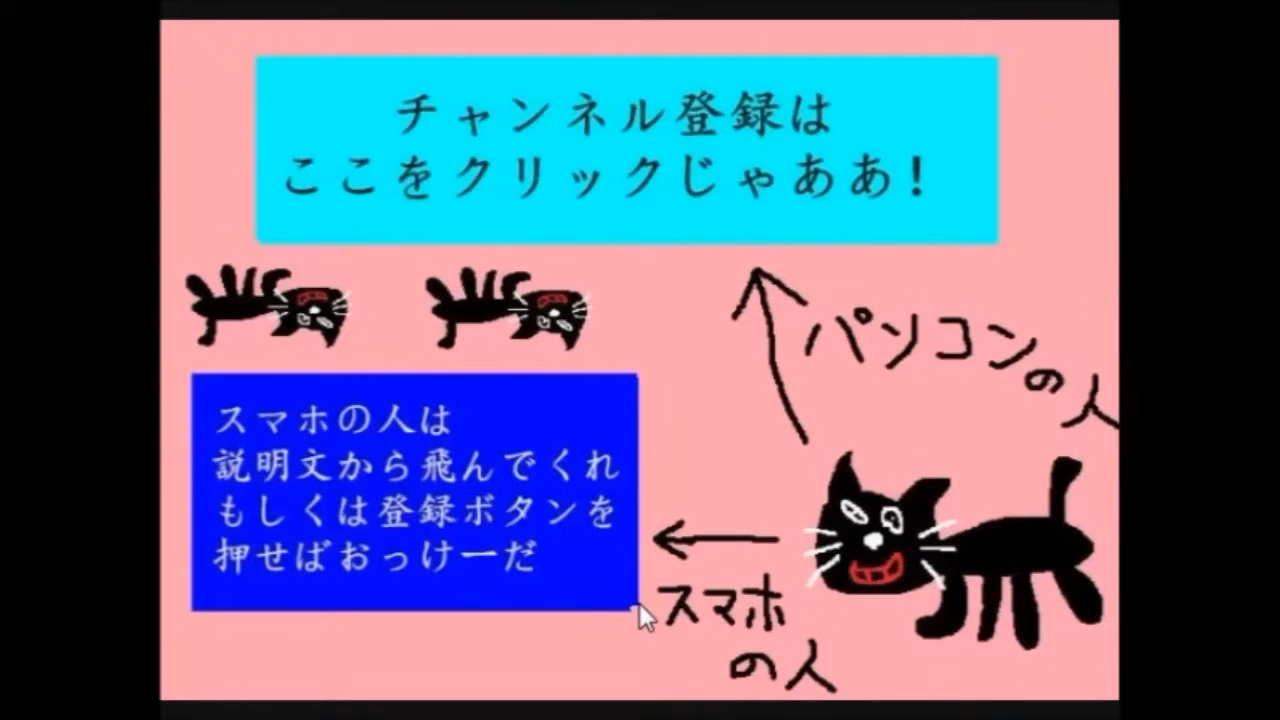 チャンネル登録は
ここをクリックじゃああ！
パソコンの人
スマホの人は
説明文から飛んでくれ
もしくは登録ボタンを
押せばおっけーだ
スマホ
の人